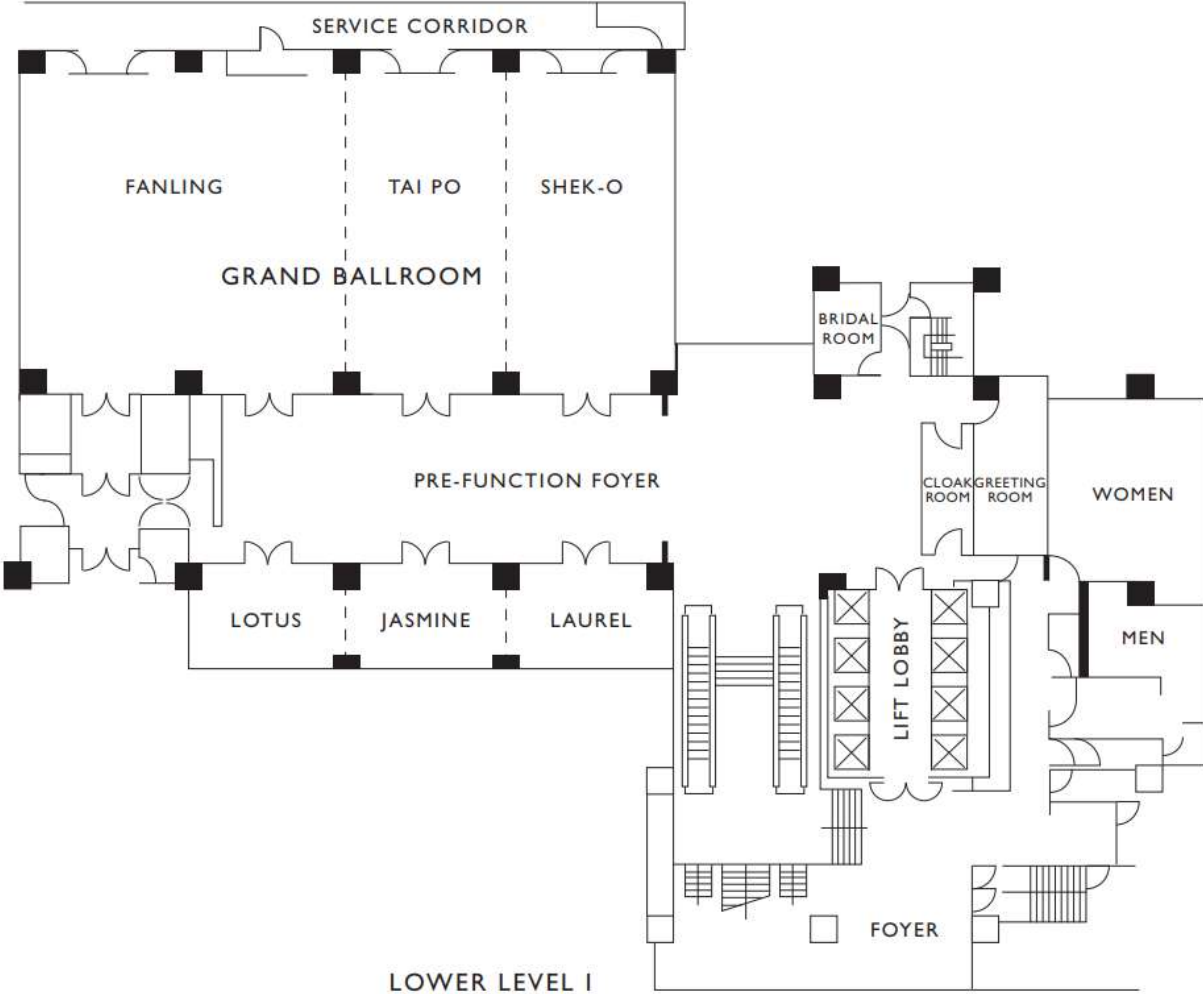 SERVICE CORRIDOR
FANLING
TAI PO
SHEK-O
GRAND BALLROOM
BRIDAL
ROOM
PRE-FUNCTION FOYER
CLOAK
ROOM
GREETING
ROOM
WOMEN
LOTUS
JASMINE
LAUREL
LIFT LOBBY
MEN
FOYER
LOWER LEVEL I